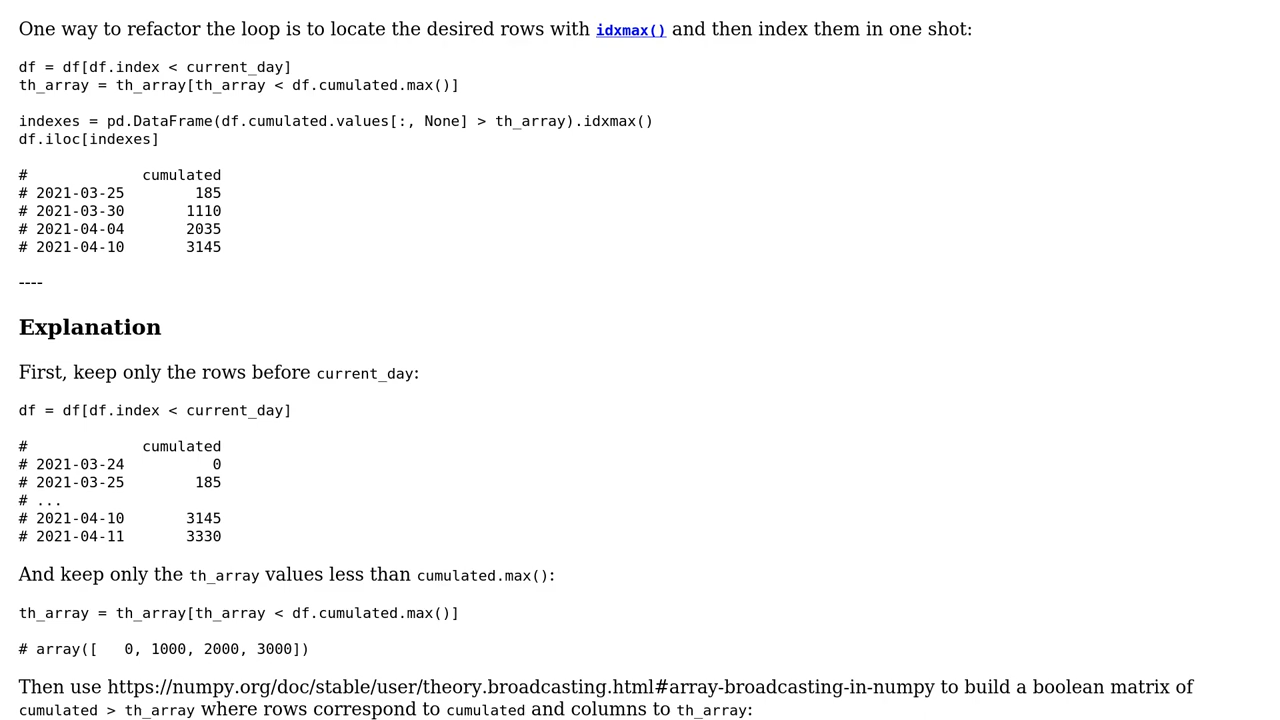 One way to refactor the loop is to locate the desired rows with idxmax() and then index them in one shot:
df = df[df.index < current_day]
th_array = th_array[th_array < df.cumulated.max()]
indexes = pd.DataFrame(df.cumulated.values[:, None] > th_array).idxmax()
df.iloc[indexes]
#             cumulated
# 2021-03-25        185
# 2021-03-30       1110
# 2021-04-04       2035
# 2021-04-10       3145
----
Explanation
First, keep only the rows before current_day:
df = df[df.index < current_day]
#             cumulated
# 2021-03-24          0
# 2021-03-25        185
# ...
# 2021-04-10       3145
# 2021-04-11       3330
And keep only the th_array values less than cumulated.max():
th_array = th_array[th_array < df.cumulated.max()]
# array([   0, 1000, 2000, 3000])
Then use https://numpy.org/doc/stable/user/theory.broadcasting.html#array-broadcasting-in-numpy to build a boolean matrix of
cumulated > th_array where rows correspond to cumulated and columns to th_array: